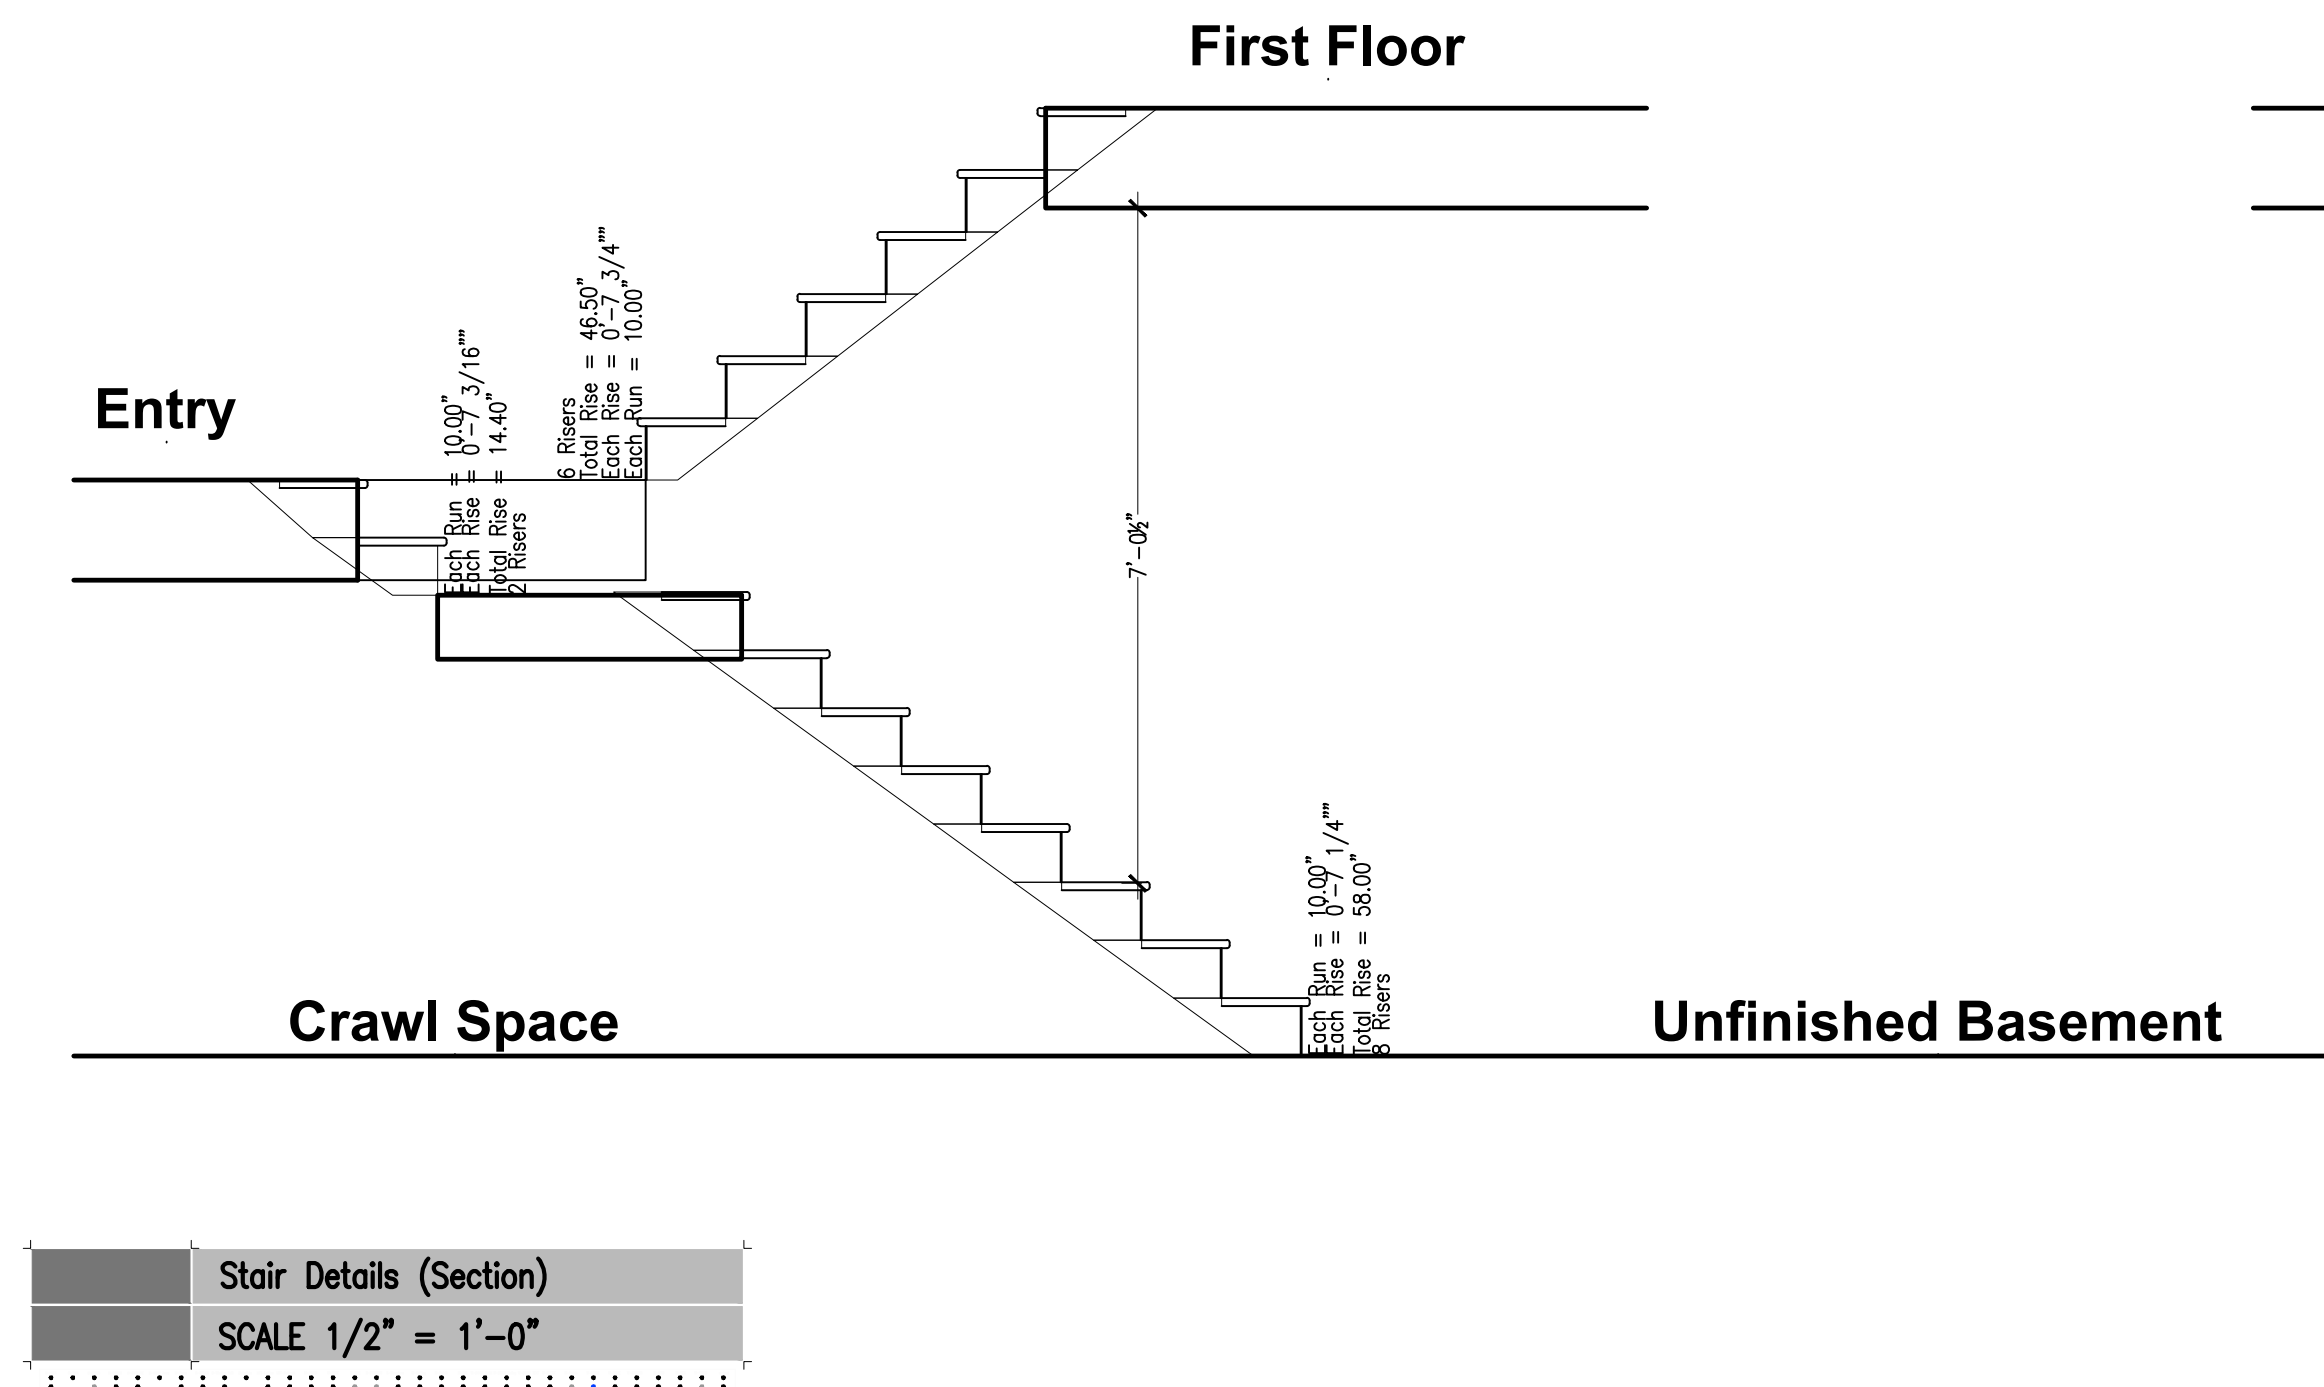 First Floor
Entry
Each Run = 10.00"
Each Rise = 0'-7 3/16""
Total Rise = 14.40"
2 Risers
6 Risers
Total Rise = 46.50"
Each Rise = 0'-7 3/4""
Each Run = 10.00"
7'-0½"
Each Run = 10.00"
Each Rise = 0'-7 1/4""
Total Rise = 58.00"
8 Risers
Crawl Space
Unfinished Basement
Stair Details (Section)
SCALE 1/2" = 1'-0"